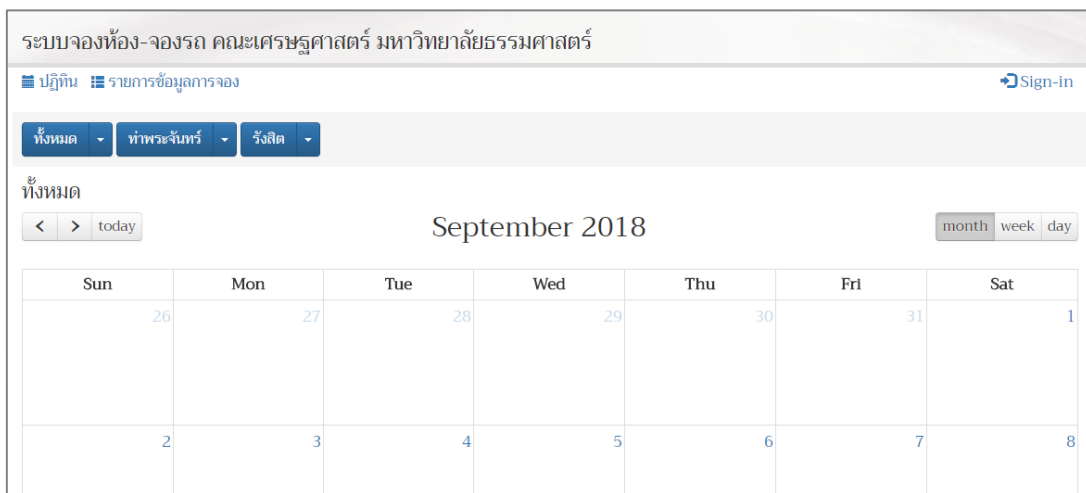 ระบบจองห้อง-จองรถ คณะเศรษฐศาสตร์ มหาวิทยาลัยธรรมศาสตร์
ปฏิทิน รายการข้อมูลการจอง Sign-in
ทั้งหมด ท่าพระจันทร์ รังสิต
ทั้งหมด
today September 2018 month week day
Sun Mon Tue Wed Thu Fri Sat
26 27 28 29 30 31 1
2 3 4 5 6 7 8